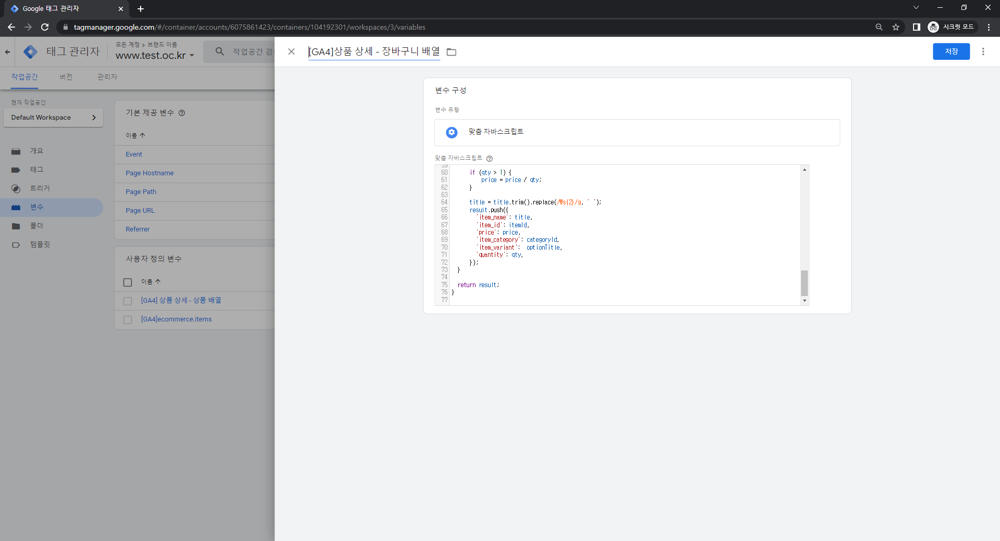 Google 태그 관리자
tagmanager.google.com/#/container/accounts/6075861423/containers/104192301/workspaces/3/variables
시크릿 모드
태그 관리자
모든 계정 > 브랜드 이름
www.test.oc.kr
작업공간 검색
[GA4]상품 상세 - 장바구니 배열
저장
작업공간
버전
관리자
현재 작업공간
Default Workspace
개요
태그
트리거
변수
폴더
템플릿
기본 제공 변수
이름
Event
Page Hostname
Page Path
Page URL
Referrer
사용자 정의 변수
이름
[GA4] 상품 상세 - 상품 배열
[GA4]ecommerce.items
변수 구성
변수 유형
맞춤 자바스크립트
맞춤 자바스크립트
59
60 if (qty > 1) {
61 price = price / qty;
62 }
63
64 title = title.trim().replace(/\s{2}/g, ' ');
65 result.push({
66 'item_name': title,
67 'item_id': itemId,
68 'price': price,
69 'item_category': categoryId,
70 'item_variant': optionTitle,
71 'quantity': qty,
72 });
73 }
74
75 return result;
76 }
77